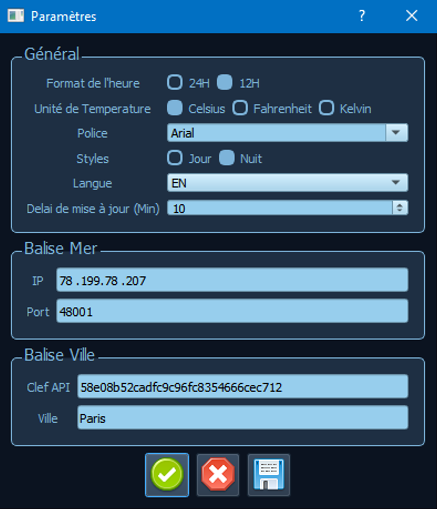 Paramètres
Général
Format de l'heure 24H 12H
Unité de Temperature Celsius Fahrenheit Kelvin
Police Arial
Styles Jour Nuit
Langue EN
Delai de mise à jour (Min) 10
Balise Mer
IP 78 .199.78 .207
Port 48001
Balise Ville
Clef API 58e08b52cadfc9c96fc8354666cec712
Ville Paris